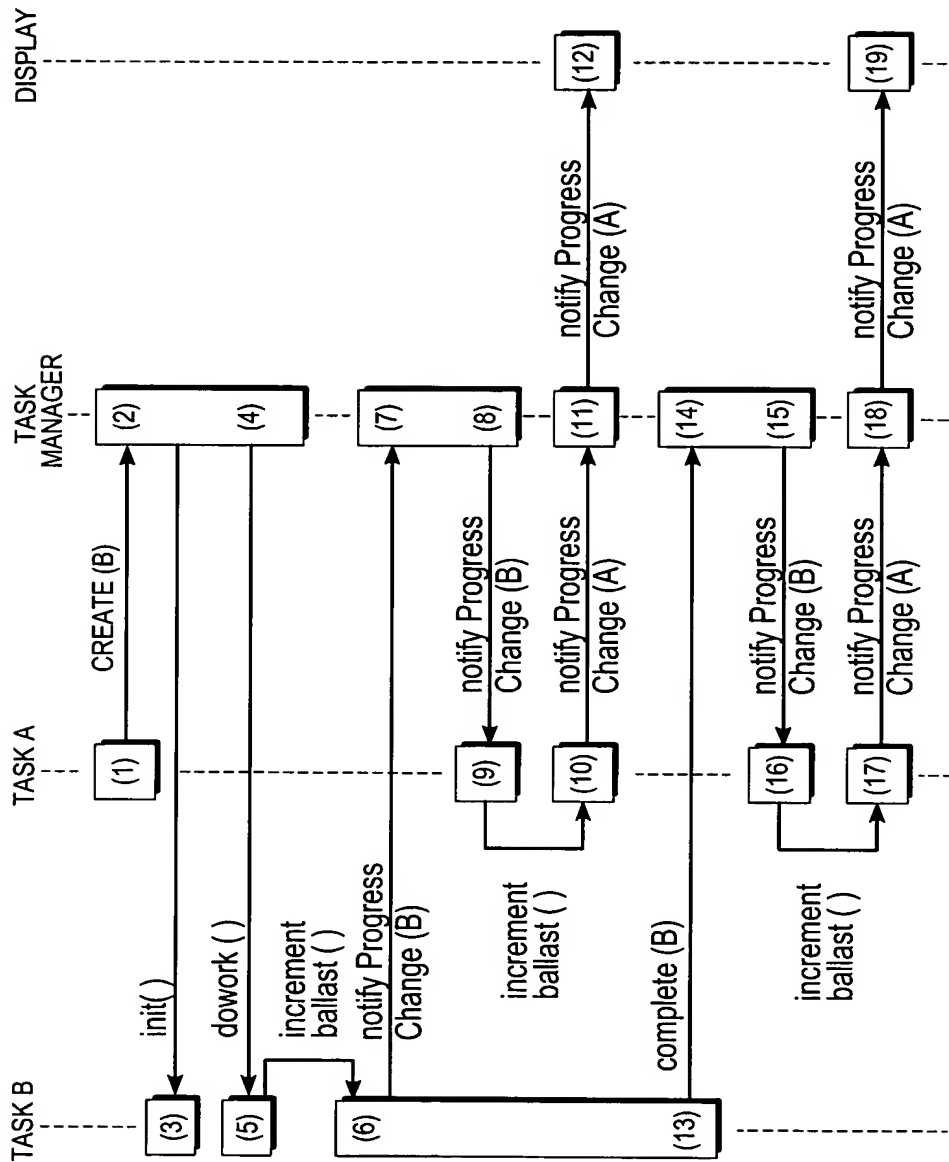 TASK B
TASK A
TASK
MANAGER
DISPLAY
(1)
CREATE (B)
(2)
init( )
(3)
(4)
dowork ( )
(5)
increment
ballast ( )
(6)
notify Progress
Change (B)
(7)
(8)
notify Progress
Change (B)
(9)
increment
ballast ( )
(10)
notify Progress
Change (A)
(11)
notify Progress
Change (A)
(12)
(13)
complete (B)
(14)
(15)
notify Progress
Change (B)
(16)
increment
ballast ( )
(17)
notify Progress
Change (A)
(18)
notify Progress
Change (A)
(19)